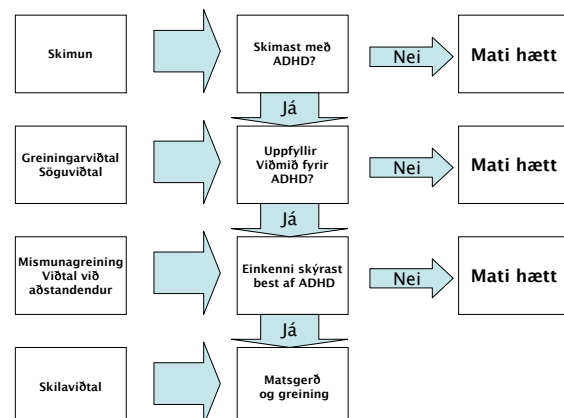 Skimun
Skimast með
ADHD?
Nei
Mati hætt
Já
Greiningarviðtal
Söguviðtal
Uppfyllir
Viðmið fyrir
ADHD?
Nei
Mati hætt
Já
Mismunagreining
Viðtal við
aðstandendur
Einkenni skýrast
best af ADHD
Nei
Mati hætt
Já
Skilaviðtal
Matsgerð
og greining